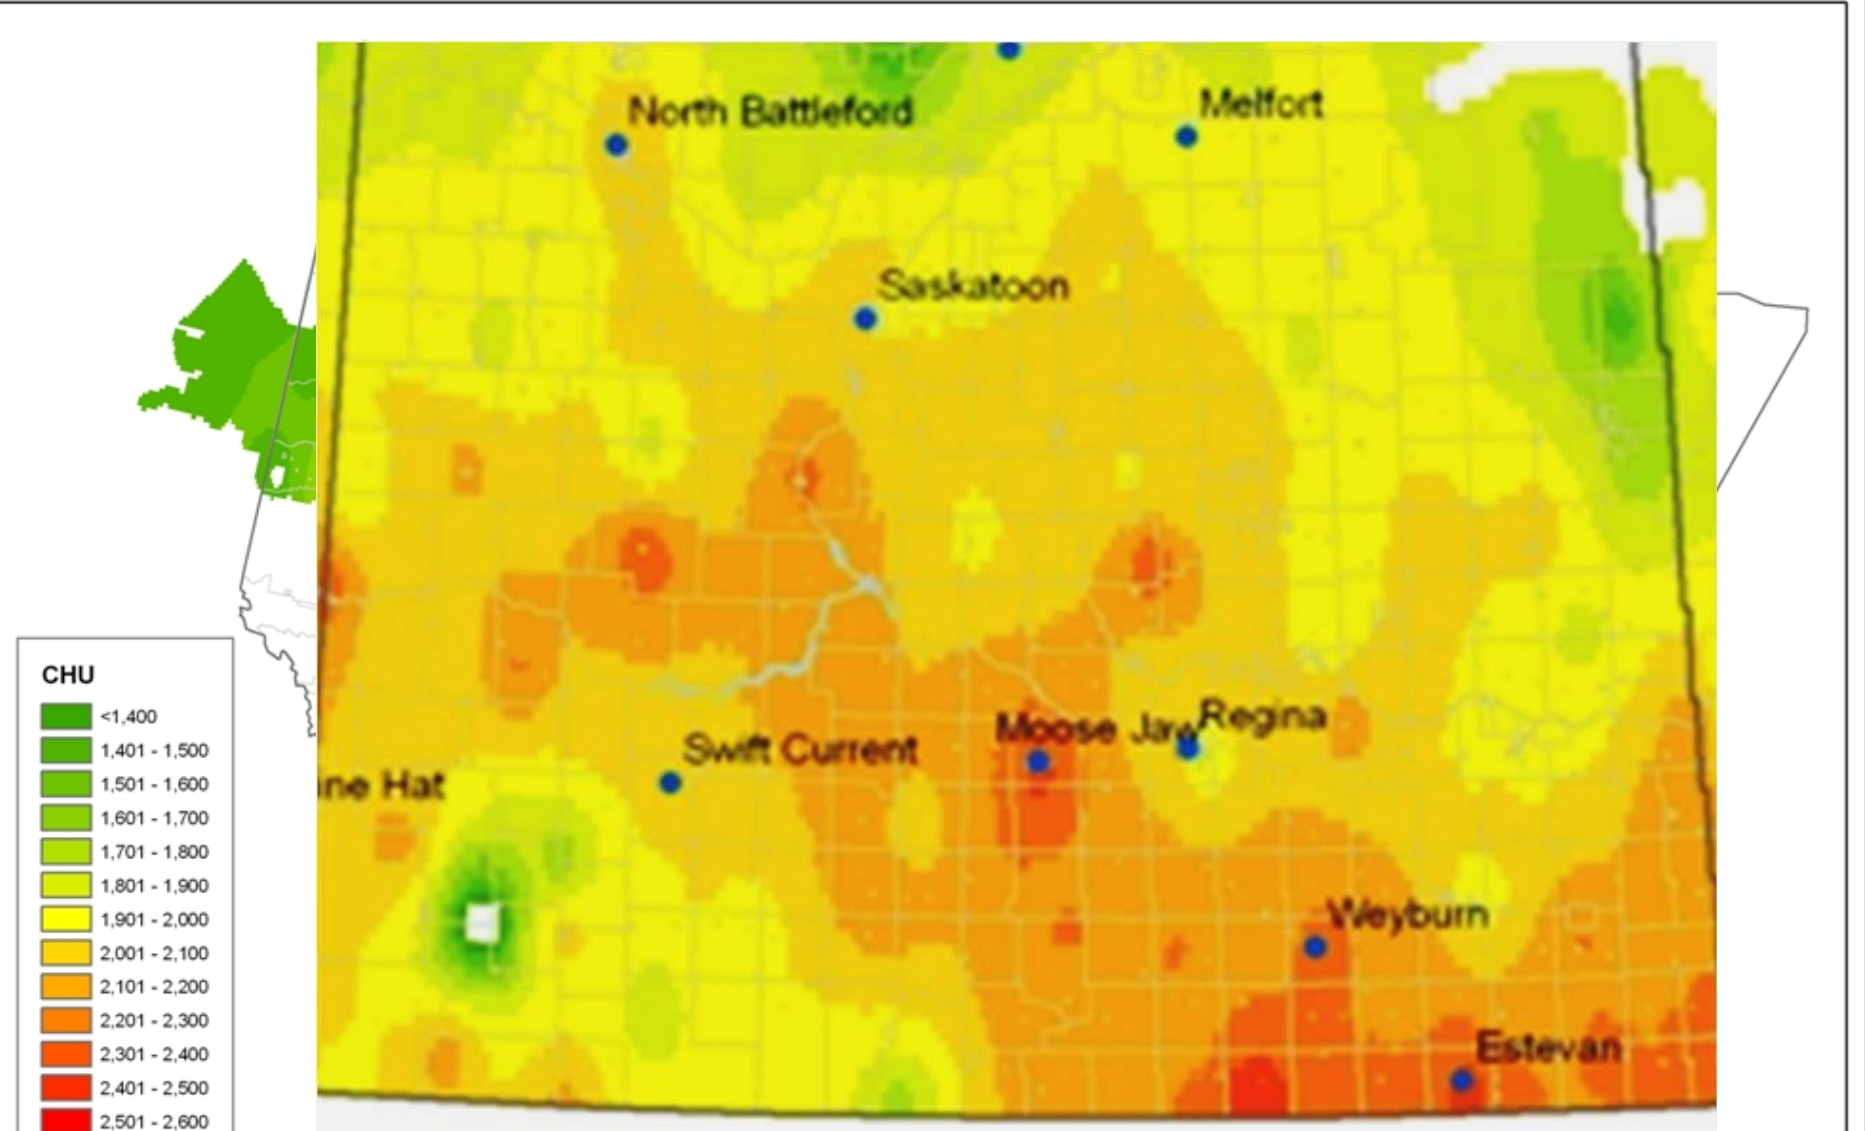 North Battleford
Melfort
Saskatoon
Moose Jaw
Regina
Swift Current
ine Hat
Weyburn
Estevan
CHU
<1,400
1,401 - 1,500
1,501 - 1,600
1,601 - 1,700
1,701 - 1,800
1,801 - 1,900
1,901 - 2,000
2,001 - 2,100
2,101 - 2,200
2,201 - 2,300
2,301 - 2,400
2,401 - 2,500
2,501 - 2,600